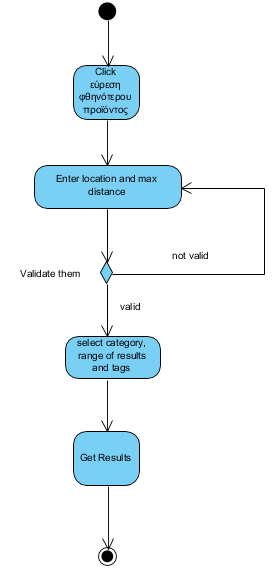 Click
εύρεση
φθηνότερου
προϊόντος
Enter location and max
distance
not valid
Validate them
valid
select category,
range of results
and tags
Get Results